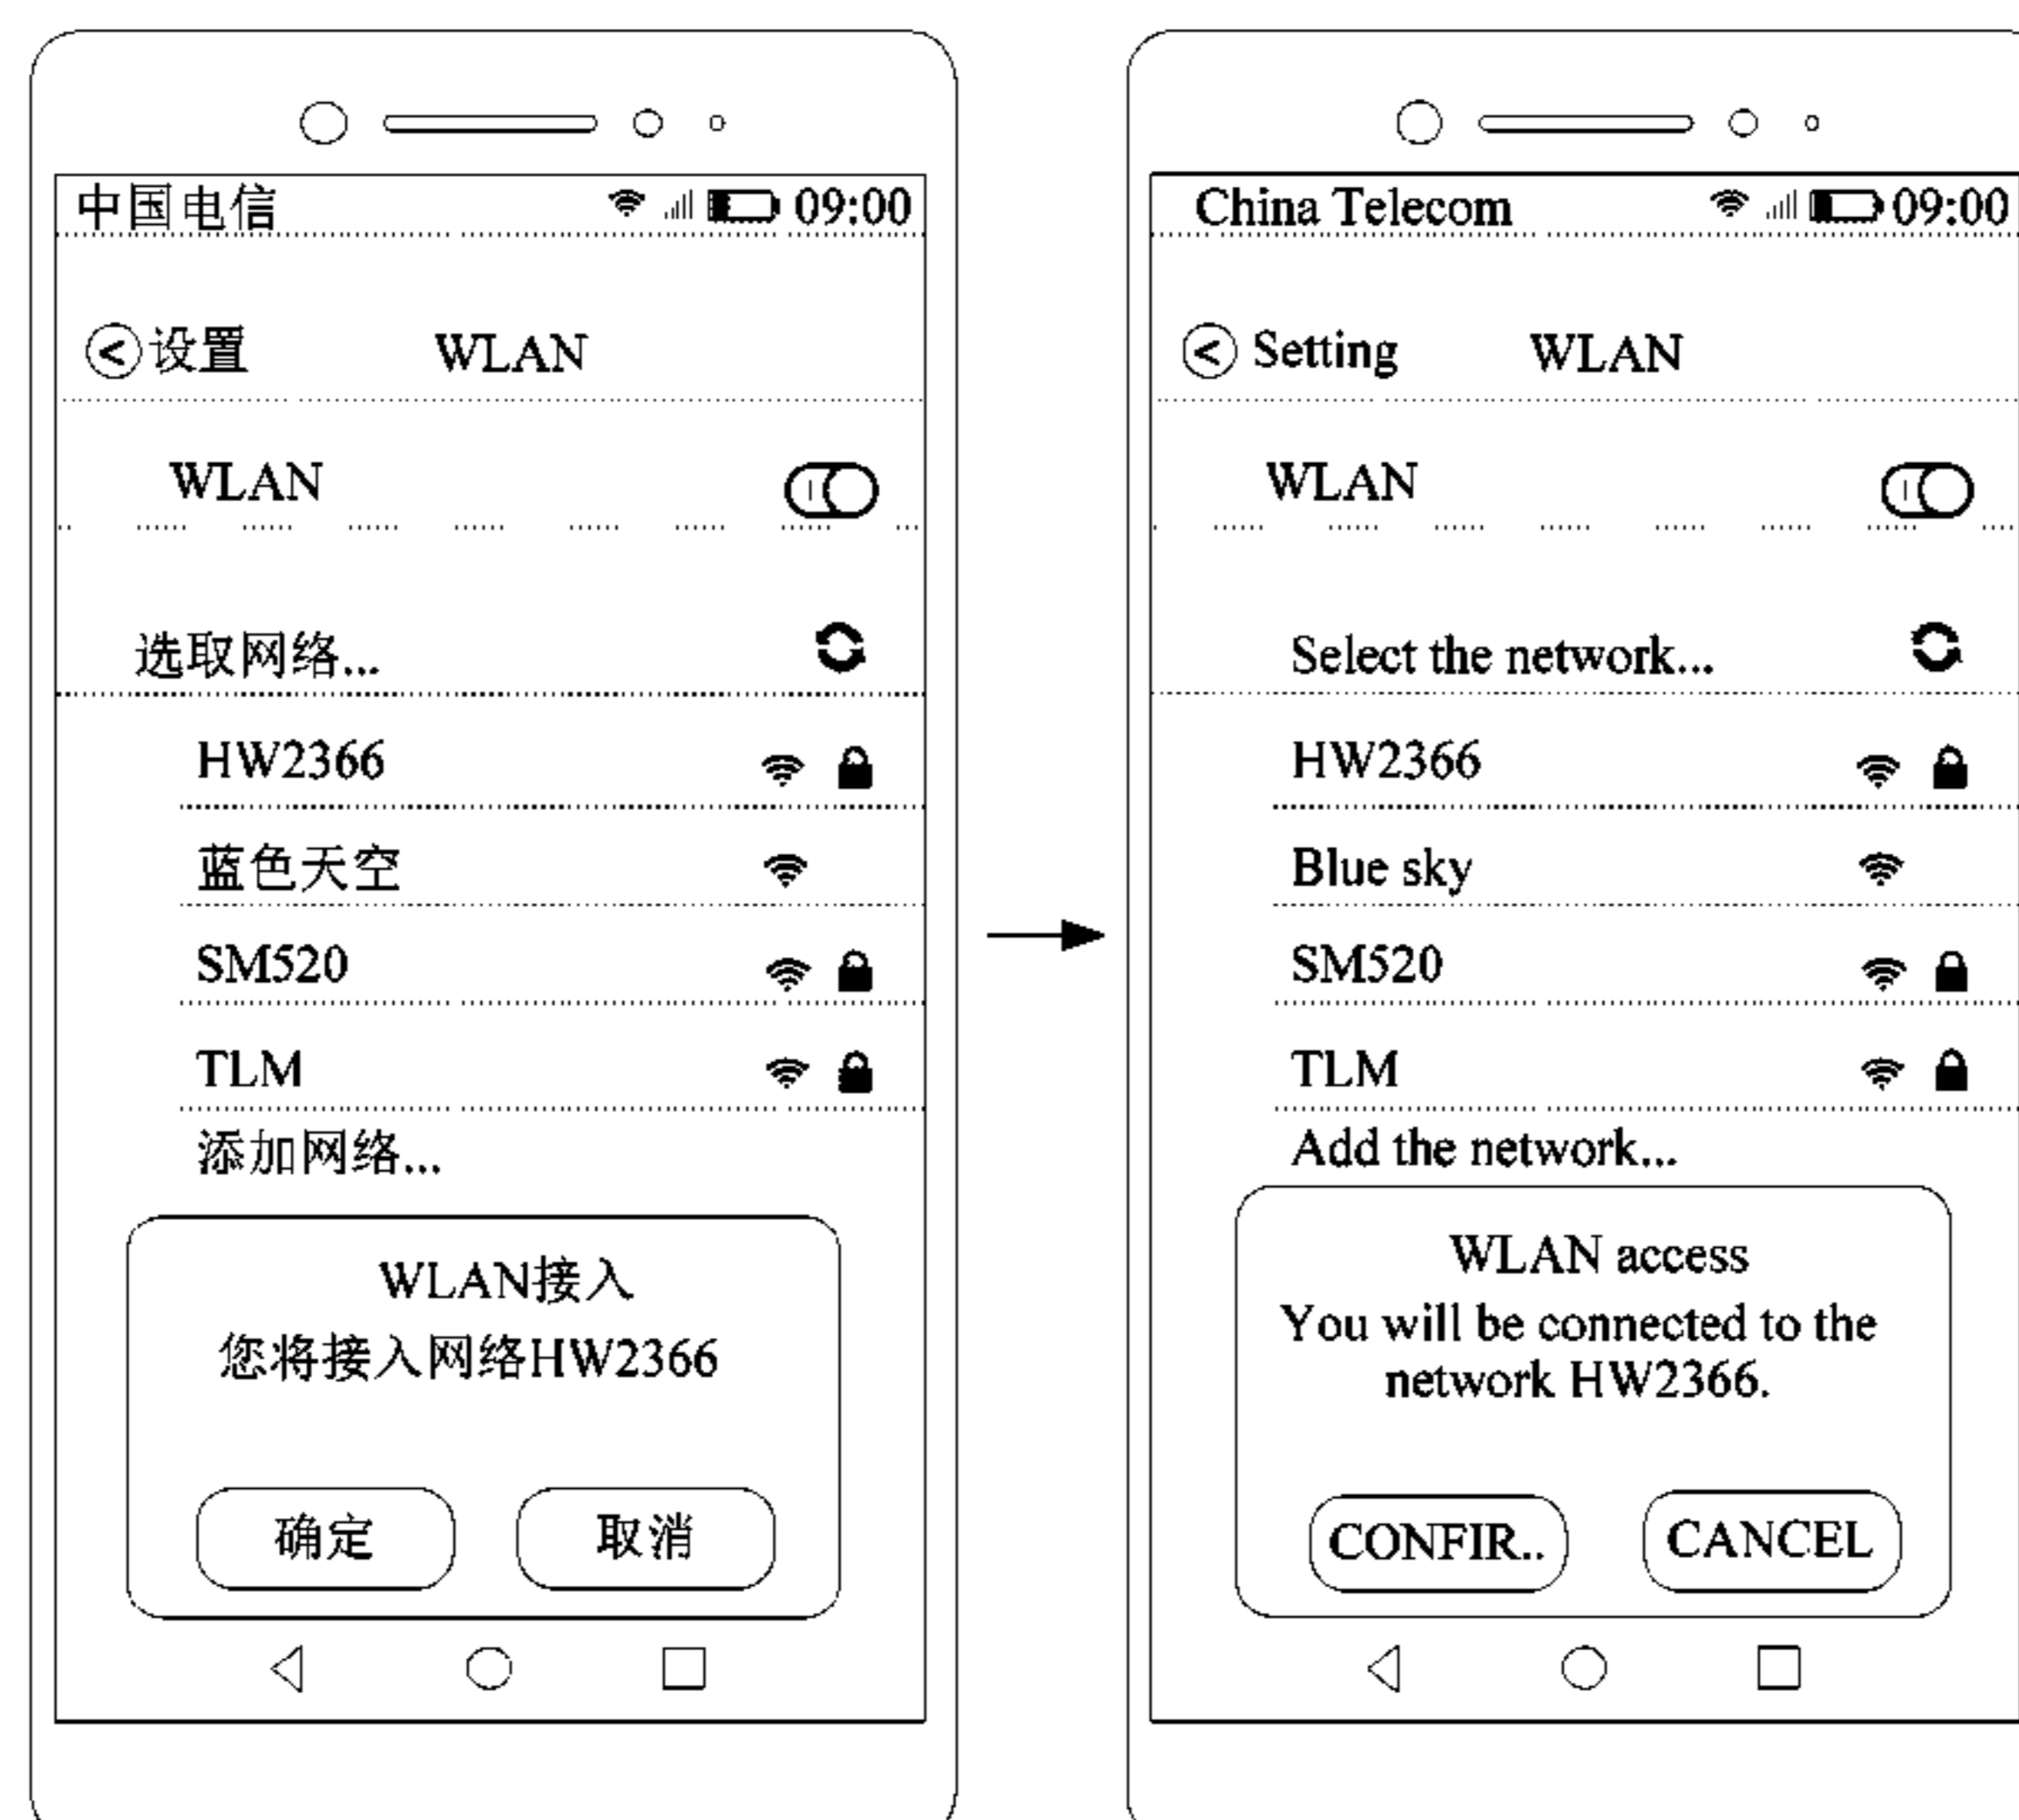 中国电信 09:00
设置 WLAN
WLAN
选取网络...
HW2366
蓝色天空
SM520
TLM
添加网络...
WLAN接入
您将接入网络HW2366
确定 取消
China Telecom 09:00
Setting WLAN
WLAN
Select the network...
HW2366
Blue sky
SM520
TLM
Add the network...
WLAN access
You will be connected to the
network HW2366.
CONFIR.. CANCEL